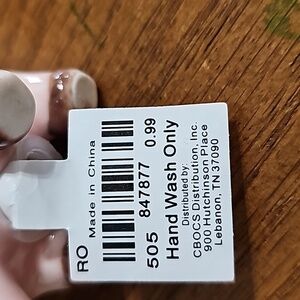 RO Made in China
505 847877 0.99
Hand Wash Only
Distributed by:
CBOCS Distribution, Inc.
900 Hutchinson Place
Lebanon, TN 37090